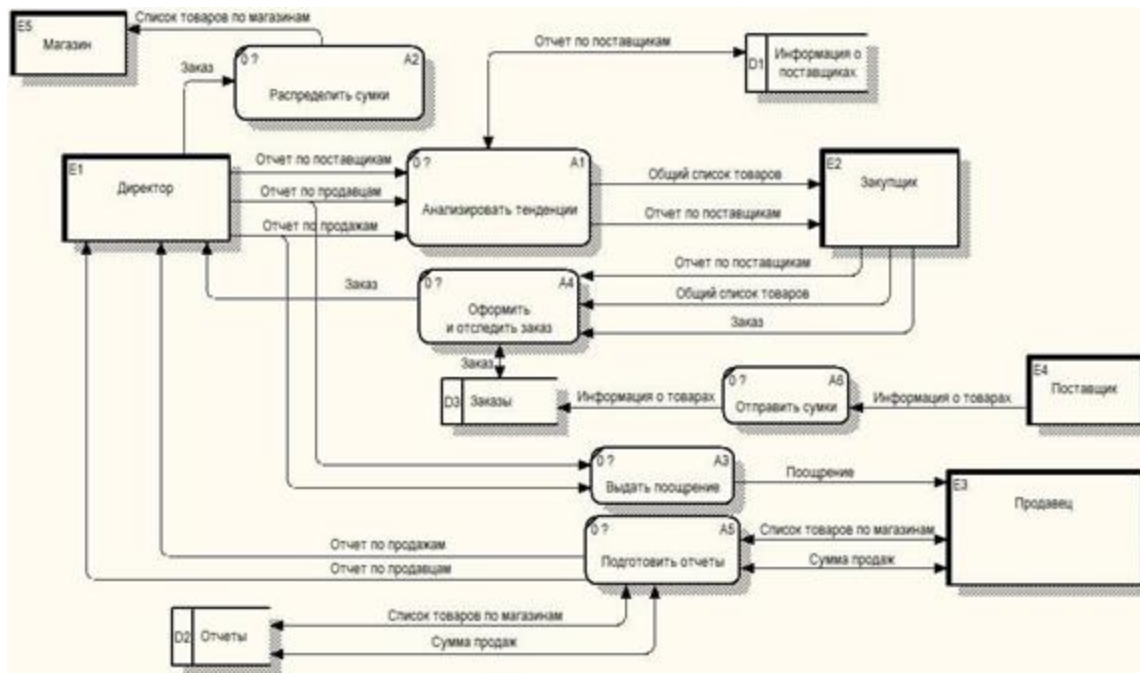 Список товаров по магазинам
E5
Магазин
Заказ
0 ?
A2
Распределить сумки
Отчет по поставщикам
D1
Информация о
поставщиках
E1
Директор
Отчет по поставщикам
Отчет по продавцам
Отчет по продажам
0 ?
A1
Анализировать тенденции
Общий список товаров
Отчет по поставщикам
E2
Закупщик
Отчет по поставщикам
Общий список товаров
Заказ
Заказ
0 ?
A4
Оформить
и отследить заказ
Заказ
D3
Заказы
Информация о товарах
0 ?
A6
Отправить сумки
Информация о товарах
E4
Поставщик
0 ?
A3
Выдать поощрение
Поощрение
E3
Продавец
0 ?
A5
Подготовить отчеты
Список товаров по магазинам
Сумма продаж
Отчет по продажам
Отчет по продавцам
D2
Отчеты
Список товаров по магазинам
Сумма продаж